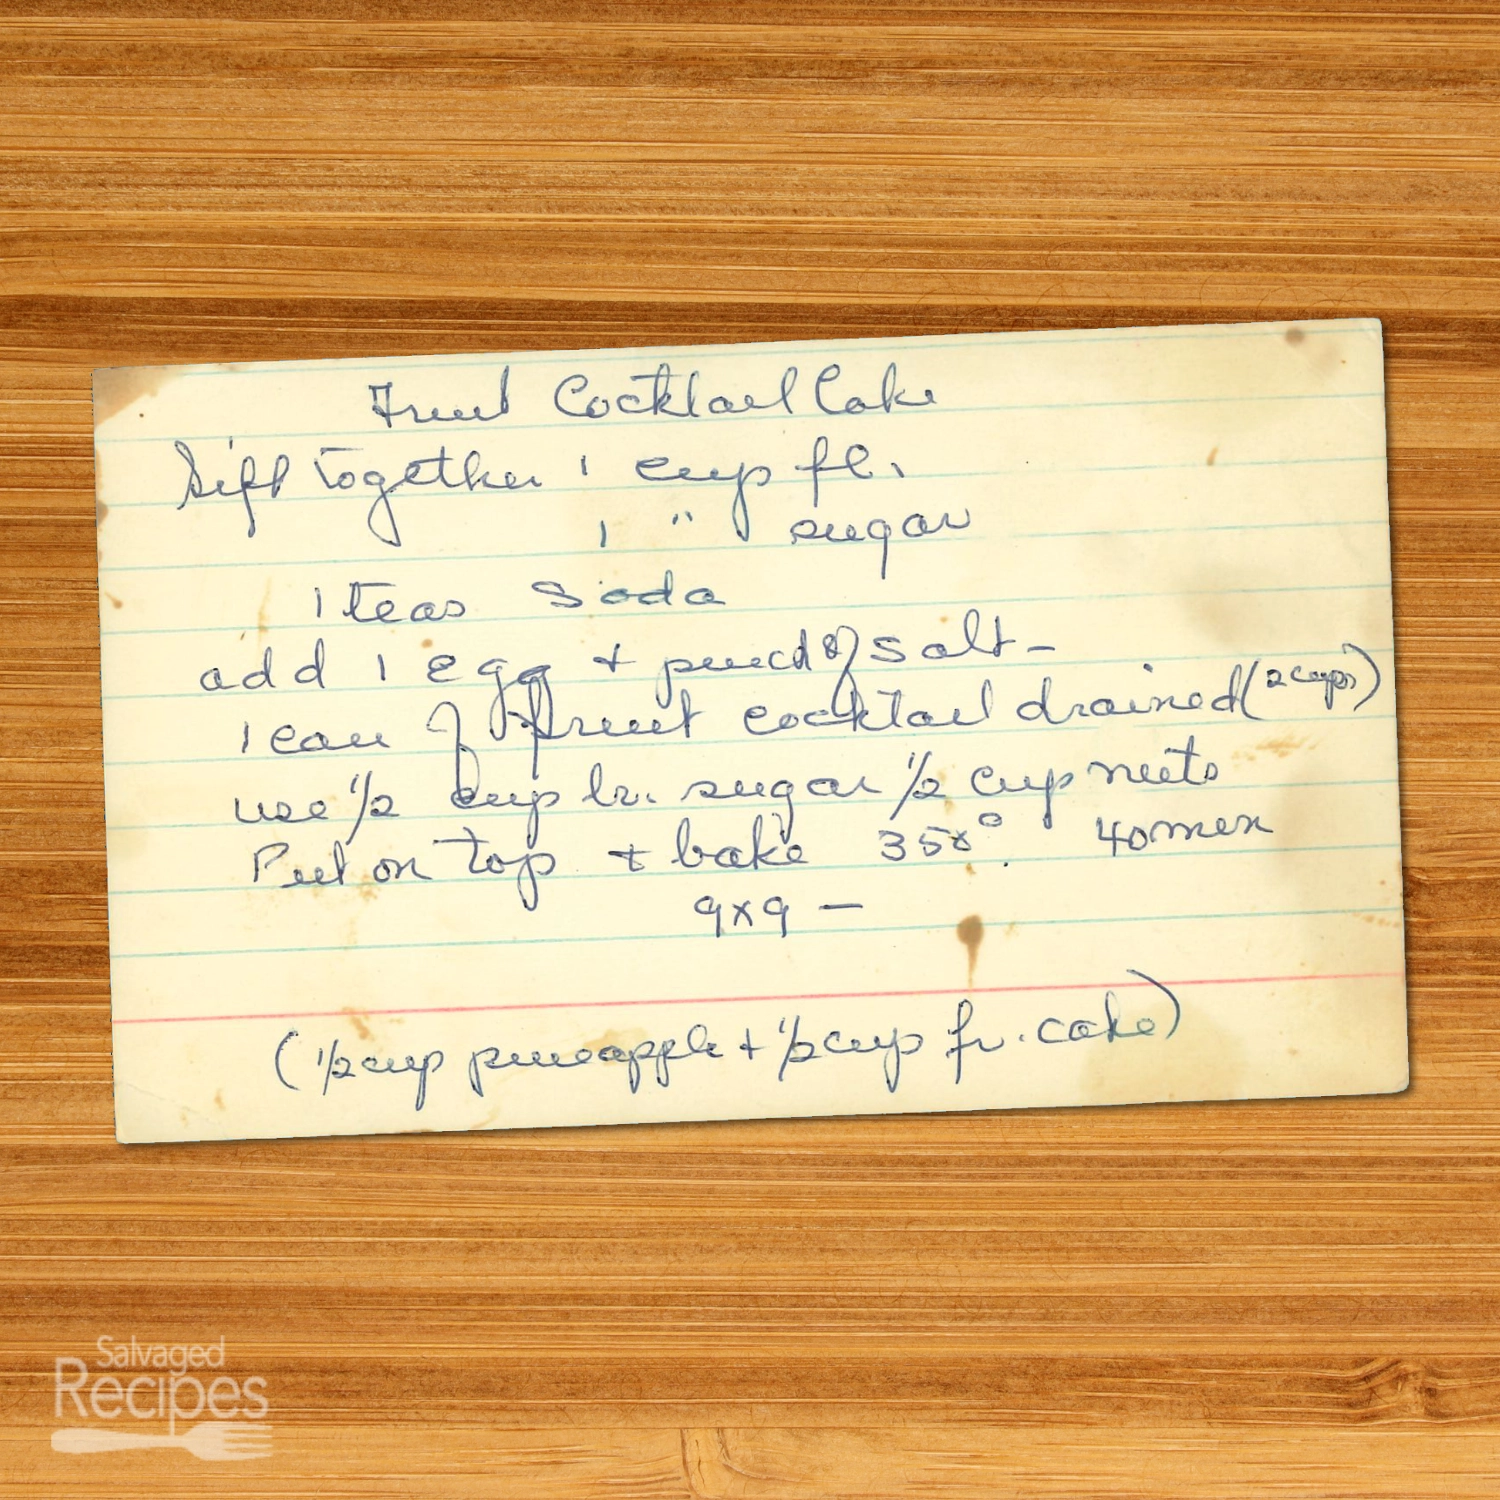 Fruit Cocktail Cake
Sift together 1 cup fl.
1 " sugar
1 teas soda
add 1 egg + pinch of salt -
1 can of fruit cocktail drained (2 cups)
use 1/2 cup br. sugar 1/2 cup nuts
Put on top + bake 350° 40 min
9x9 —
(1/2 cup pineapple + 1/2 cup fr. cake)
Salvaged
Recipes